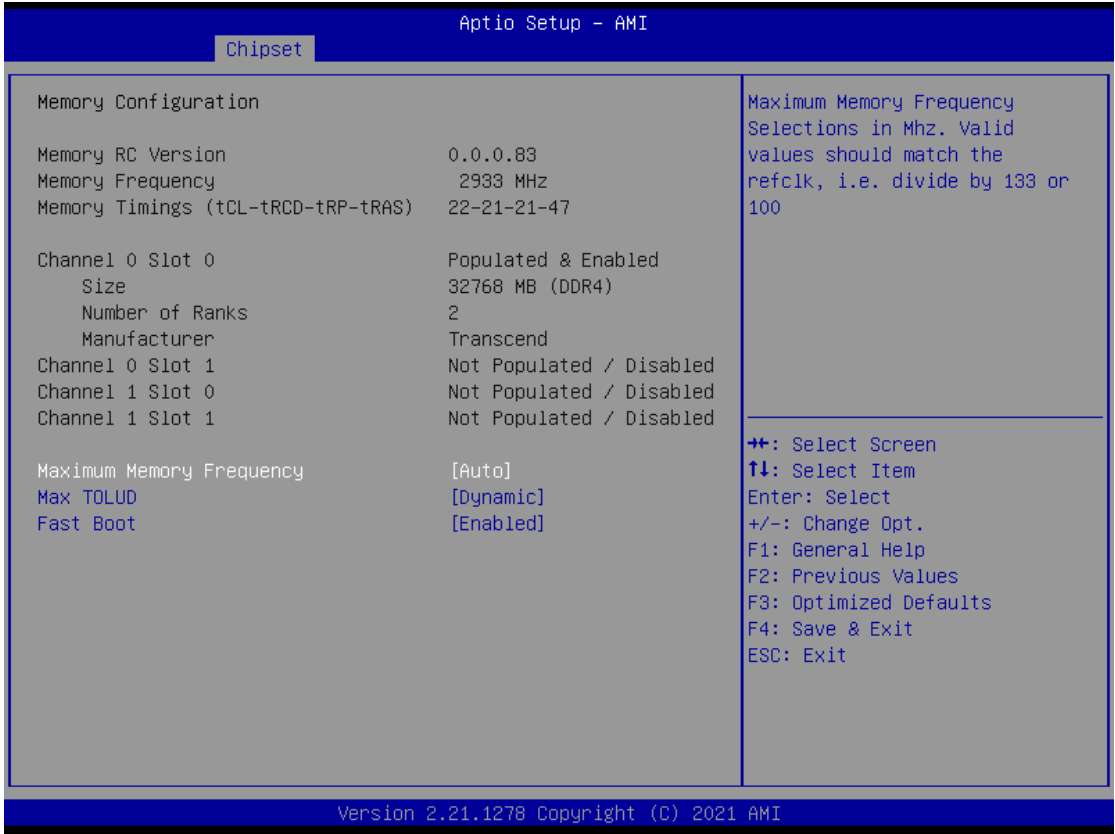 Aptio Setup – AMI
Chipset
Memory Configuration
Memory RC Version 0.0.0.83
Memory Frequency 2933 MHz
Memory Timings (tCL-tRCD-tRP-tRAS) 22-21-21-47
Channel 0 Slot 0 Populated & Enabled
Size 32768 MB (DDR4)
Number of Ranks 2
Manufacturer Transcend
Channel 0 Slot 1 Not Populated / Disabled
Channel 1 Slot 0 Not Populated / Disabled
Channel 1 Slot 1 Not Populated / Disabled
Maximum Memory Frequency [Auto]
Max TOLUD [Dynamic]
Fast Boot [Enabled]
Maximum Memory Frequency
Selections in Mhz. Valid
values should match the
refclk, i.e. divide by 133 or
100
→←: Select Screen
↑↓: Select Item
Enter: Select
+/-: Change Opt.
F1: General Help
F2: Previous Values
F3: Optimized Defaults
F4: Save & Exit
ESC: Exit
Version 2.21.1278 Copyright (C) 2021 AMI